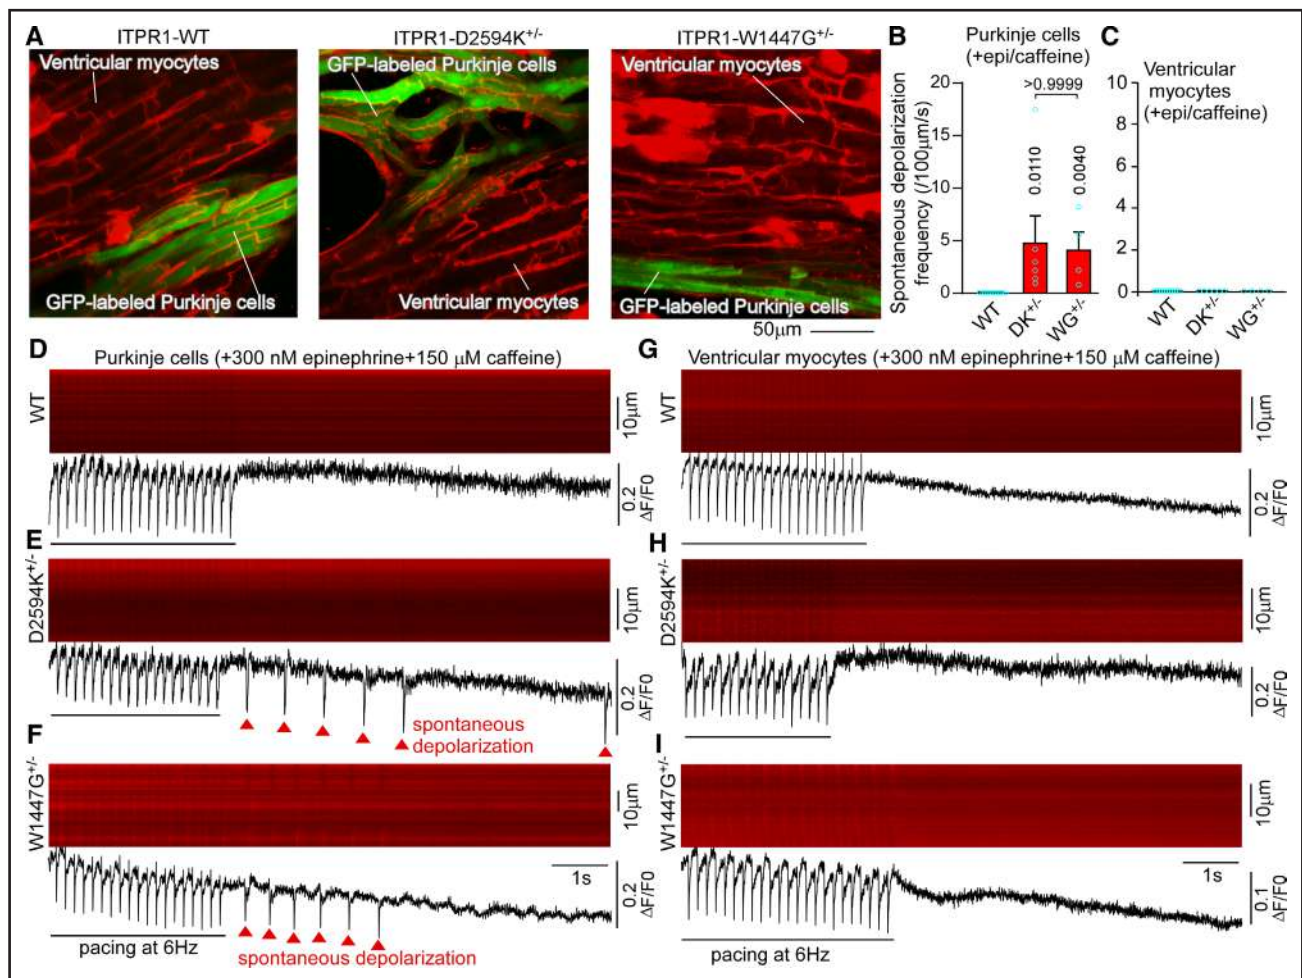 A
ITPR1-WT
Ventricular myocytes
GFP-labeled Purkinje cells
ITPR1-D2594K+/-
GFP-labeled Purkinje cells
Ventricular myocytes
ITPR1-W1447G+/-
Ventricular myocytes
GFP-labeled Purkinje cells
50μm
B
Purkinje cells
(+epi/caffeine)
Spontaneous depolarization
frequency (/100μm/s)
20
15
10
5
0
>0.9999
0.0110
0.0040
WT
DK+/-
WG+/-
C
Ventricular
myocytes
(+epi/caffeine)
10
8
6
4
2
0
WT
DK+/-
WG+/-
D
Purkinje cells (+300 nM epinephrine+150 μM caffeine)
WT
10μm
0.2
ΔF/F0
E
D2594K+/-
10μm
0.2
ΔF/F0
spontaneous
depolarization
F
W1447G+/-
10μm
1s
0.2
ΔF/F0
pacing at 6Hz
spontaneous depolarization
G
Ventricular myocytes (+300 nM epinephrine+150 μM caffeine)
WT
10μm
0.2
ΔF/F0
H
D2594K+/-
10μm
0.2
ΔF/F0
I
W1447G+/-
10μm
1s
0.1
ΔF/F0
pacing at 6Hz